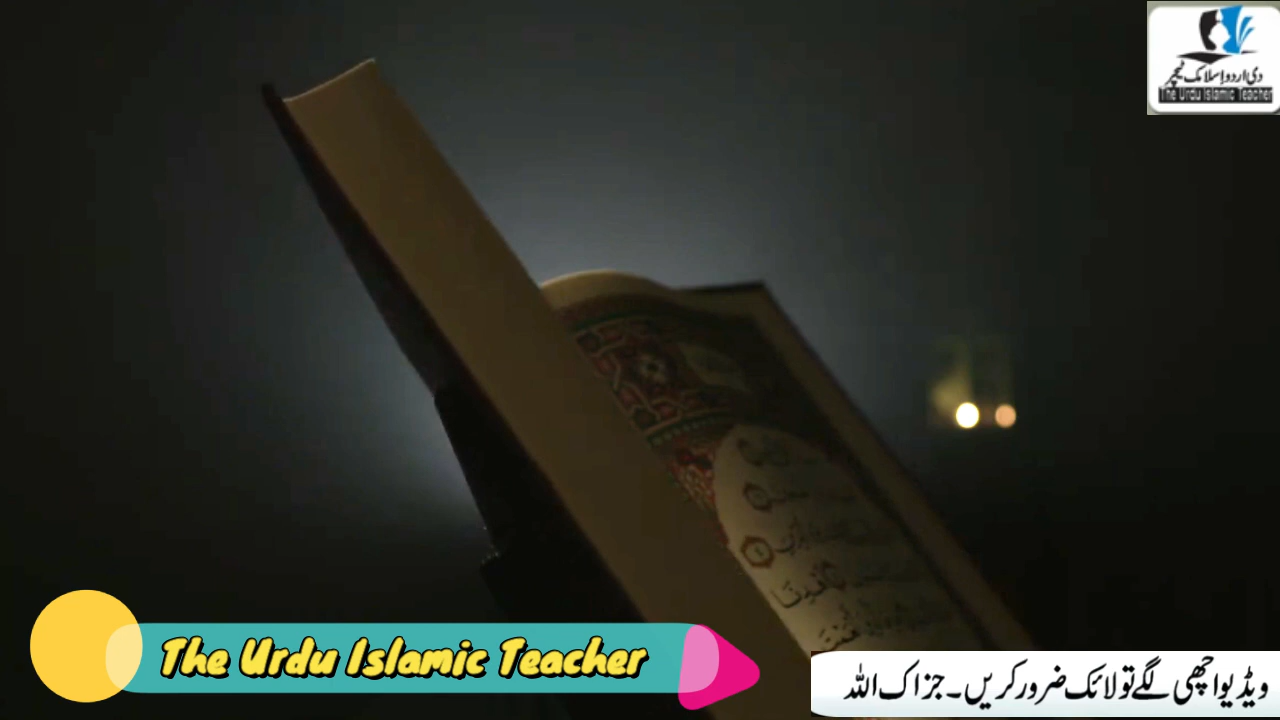 دی اردو اِسلامک ٹیچر
The Urdu Islamic Teacher
The Urdu Islamic Teacher
ویڈیو اچھی لگے تو لائک ضرور کریں۔ جزاک اللہ